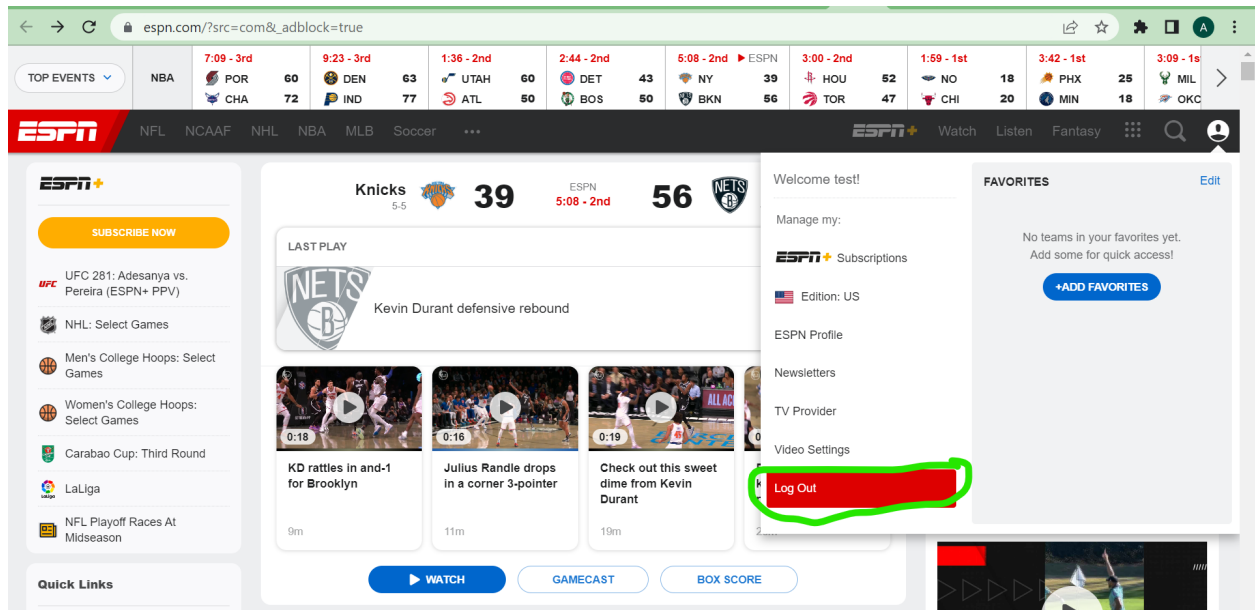 espn.com/?src=com&_adblock=true
A
TOP EVENTS
NBA
7:09 - 3rd
POR 60
CHA 72
9:23 - 3rd
DEN 63
IND 77
1:36 - 2nd
UTAH 60
ATL 50
2:44 - 2nd
DET 43
BOS 50
5:08 - 2nd ESPN
NY 39
BKN 56
3:00 - 2nd
HOU 52
TOR 47
1:59 - 1st
NO 18
CHI 20
3:42 - 1st
PHX 25
MIN 18
3:09 - 1s
MIL
OKC
ESPN NFL NCAAF NHL NBA MLB Soccer ••• ESPN+ Watch Listen Fantasy
ESPN+
SUBSCRIBE NOW
UFC
UFC 281: Adesanya vs.
Pereira (ESPN+ PPV)
NHL: Select Games
Men's College Hoops: Select
Games
Women's College Hoops:
Select Games
Carabao Cup: Third Round
LaLiga
NFL Playoff Races At
Midseason
Quick Links
Knicks
5-5
39
ESPN
5:08 - 2nd
56
NETS
B
LAST PLAY
NETS
B
Kevin Durant defensive rebound
0:18
KD rattles in and-1
for Brooklyn
9m
0:16
Julius Randle drops
in a corner 3-pointer
11m
ALL AC
0:19
Check out this sweet
dime from Kevin
Durant
19m
WATCH
GAMECAST
BOX SCORE
Welcome test!
Manage my:
ESPN+ Subscriptions
Edition: US
ESPN Profile
Newsletters
TV Provider
Video Settings
Log Out
FAVORITES
Edit
No teams in your favorites yet.
Add some for quick access!
+ADD FAVORITES